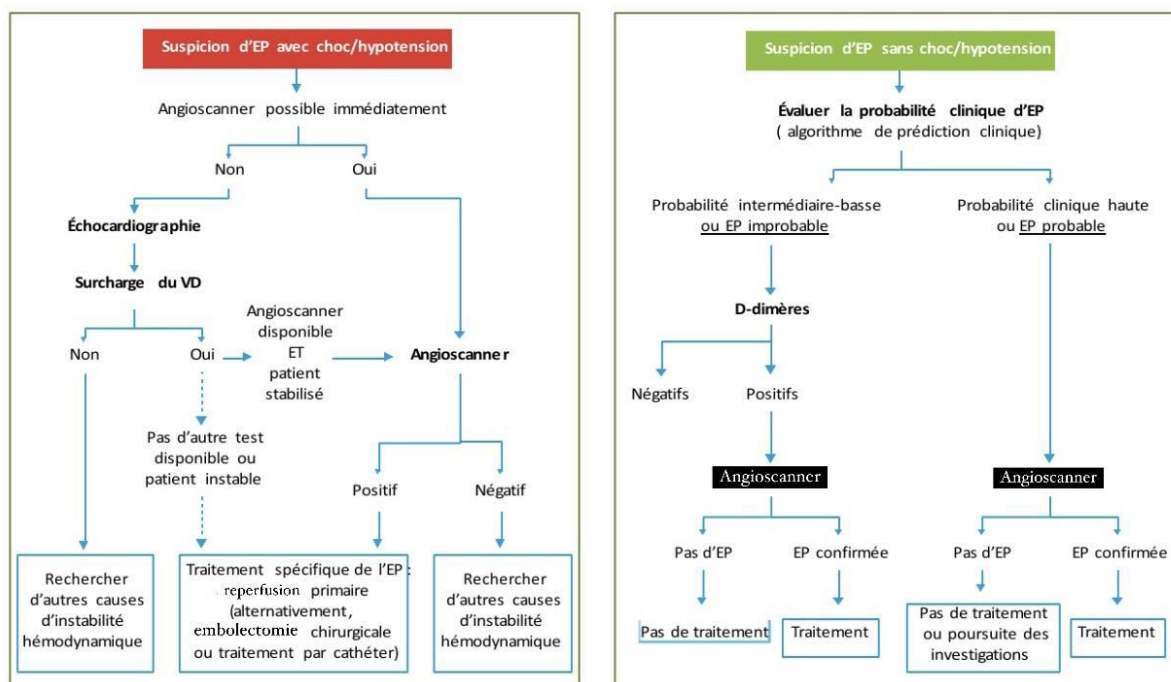 Suspicion d'EP avec choc/hypotension
Angioscanner possible immédiatement
Non
Oui
Échocardiographie
Surcharge du VD
Non
Oui
Angioscanner
disponible
ET
patient
stabilisé
Angioscanner
Pas d'autre test
disponible ou
patient instable
Positif
Négatif
Rechercher
d'autres causes
d'instabilité
hémodynamique
Traitement spécifique de l'EP :
reperfusion primaire
(alternativement,
embolectomie chirurgicale
ou traitement par cathéter)
Rechercher
d'autres causes
d'instabilité
hémodynamique
Suspicion d'EP sans choc/hypotension
Évaluer la probabilité clinique d'EP
( algorithme de prédiction clinique)
Probabilité intermédiaire-basse
ou EP improbable
Probabilité clinique haute
ou EP probable
D-dimères
Négatifs
Positifs
Angioscanner
Angioscanner
Pas d'EP
EP confirmée
Pas d'EP
EP confirmée
Pas de traitement
Traitement
Pas de traitement
ou poursuite des
investigations
Traitement